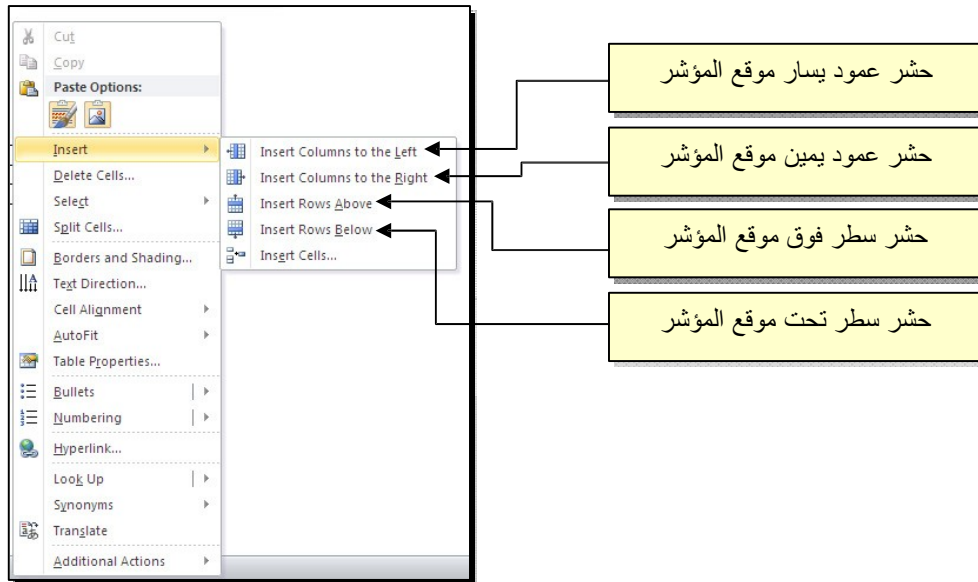 Cut
Copy
Paste Options:
Insert
Delete Cells...
Select
Split Cells...
Borders and Shading...
Text Direction...
Cell Alignment
AutoFit
Table Properties...
Bullets
Numbering
Hyperlink...
Look Up
Synonyms
Translate
Additional Actions
Insert Columns to the Left
Insert Columns to the Right
Insert Rows Above
Insert Rows Below
Insert Cells...
حشر عمود يسار موقع المؤشر
حشر عمود يمين موقع المؤشر
حشر سطر فوق موقع المؤشر
حشر سطر تحت موقع المؤشر